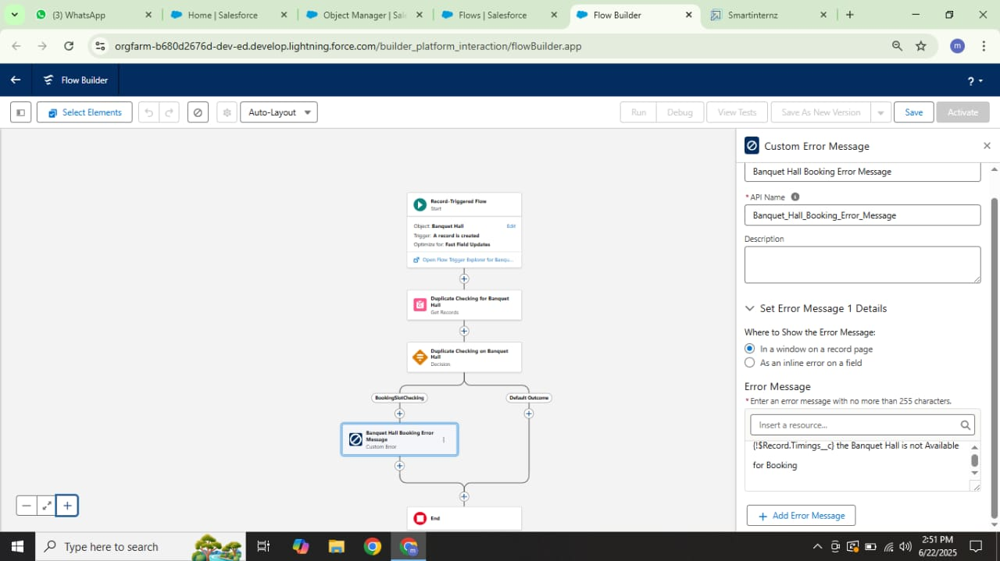 (3) WhatsApp
Home | Salesforce
Object Manager | Sale
Flows | Salesforce
Flow Builder
Smartinternz
orgfarm-b680d2676d-dev-ed.develop.lightning.force.com/builder_platform_interaction/flowBuilder.app
m
Flow Builder
?
Select Elements
Auto-Layout
Run
Debug
View Tests
Save As New Version
Save
Activate
Record-Triggered Flow
Start
Object: Banquet Hall
Edit
Trigger: A record is created
Optimize for: Fast Field Updates
Open Flow Trigger Explorer for Banqu...
Duplicate Checking for Banquet
Hall
Get Records
Duplicate Checking on Banquet
Hall
Decision
BookingSlotChecking
Default Outcome
Banquet Hall Booking Error
Message
Custom Error
End
Custom Error Message
Banquet Hall Booking Error Message
* API Name
Banquet_Hall_Booking_Error_Message
Description
Set Error Message 1 Details
Where to Show the Error Message:
In a window on a record page
As an inline error on a field
Error Message
* Enter an error message with no more than 255 characters.
Insert a resource...
{!$Record.Timings__c} the Banquet Hall is not Available
for Booking
Add Error Message
Type here to search
m
2:51 PM
6/22/2025